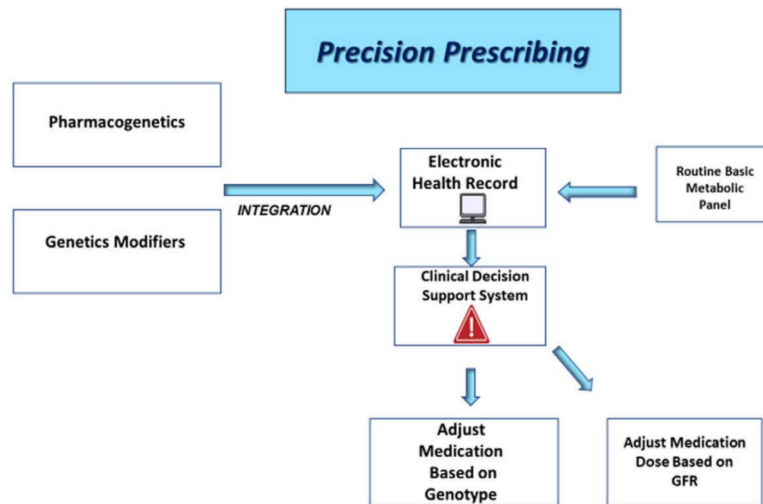 Precision Prescribing
Pharmacogenetics
Genetics Modifiers
INTEGRATION
Electronic
Health Record
Routine Basic
Metabolic
Panel
Clinical Decision
Support System
!
Adjust
Medication
Based on
Genotype
Adjust Medication
Dose Based on
GFR